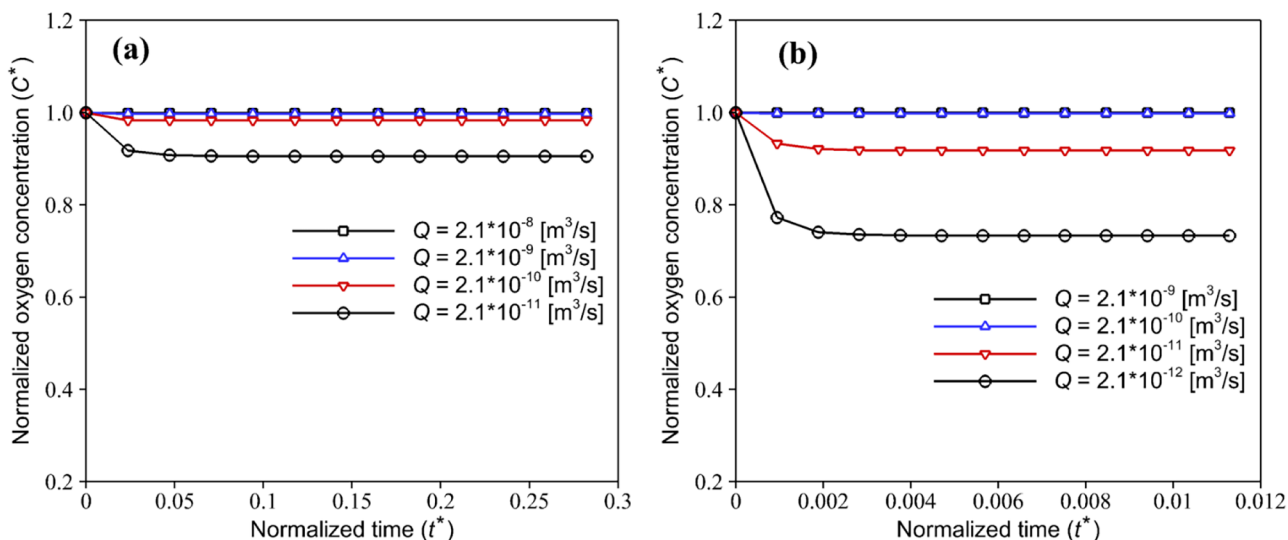 (a)
Normalized oxygen concentration (C*)
1.2
1.0
0.8
0.6
0.4
0.2
Q = 2.1*10⁻⁸ [m³/s]
Q = 2.1*10⁻⁹ [m³/s]
Q = 2.1*10⁻¹⁰ [m³/s]
Q = 2.1*10⁻¹¹ [m³/s]
0 0.05 0.1 0.15 0.2 0.25 0.3
Normalized time (t*)
(b)
Normalized oxygen concentration (C*)
1.2
1.0
0.8
0.6
0.4
0.2
Q = 2.1*10⁻⁹ [m³/s]
Q = 2.1*10⁻¹⁰ [m³/s]
Q = 2.1*10⁻¹¹ [m³/s]
Q = 2.1*10⁻¹² [m³/s]
0 0.002 0.004 0.006 0.008 0.01 0.012
Normalized time (t*)